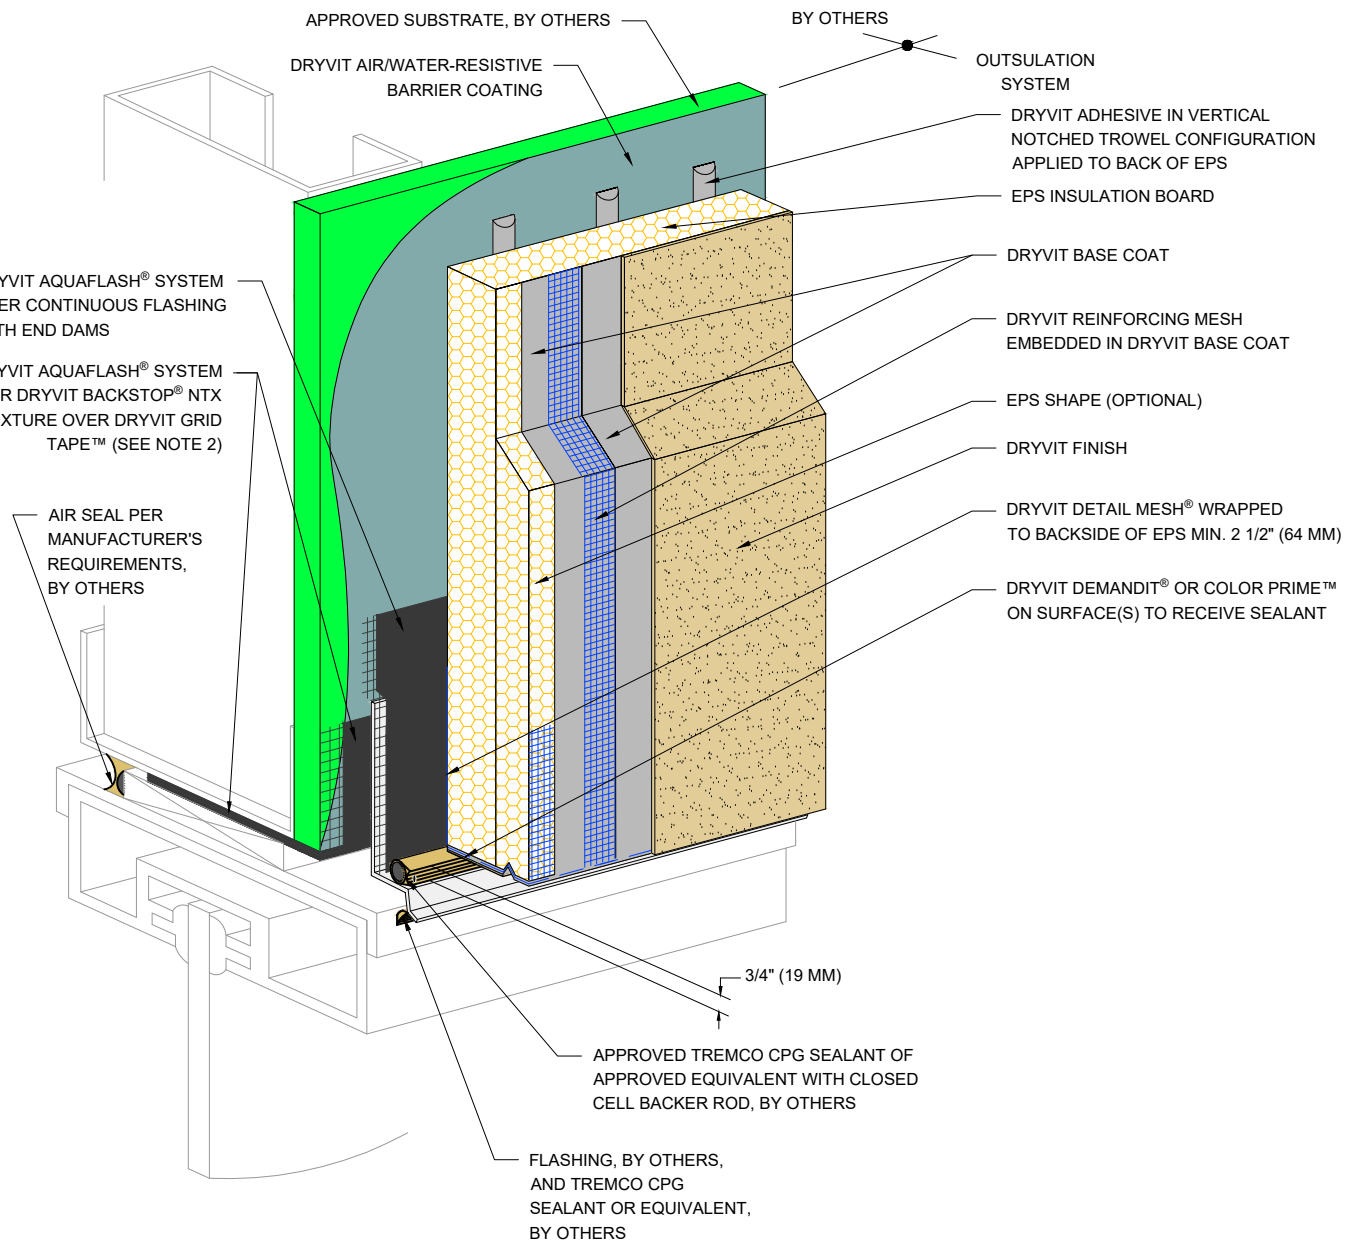 APPROVED SUBSTRATE, BY OTHERS
BY OTHERS
DRYVIT AIR/WATER-RESISTIVE
BARRIER COATING
OUTSULATION
SYSTEM
DRYVIT ADHESIVE IN VERTICAL
NOTCHED TROWEL CONFIGURATION
APPLIED TO BACK OF EPS
EPS INSULATION BOARD
DRYVIT BASE COAT
DRYVIT REINFORCING MESH
EMBEDDED IN DRYVIT BASE COAT
EPS SHAPE (OPTIONAL)
DRYVIT FINISH
DRYVIT DETAIL MESH® WRAPPED
TO BACKSIDE OF EPS MIN. 2 1/2" (64 MM)
DRYVIT DEMANDIT® OR COLOR PRIME™
ON SURFACE(S) TO RECEIVE SEALANT
AQUAFLASH® SYSTEM
CONTINUOUS FLASHING
END DAMS
AQUAFLASH® SYSTEM
DRYVIT BACKSTOP® NTX
OVER DRYVIT GRID
TAPE™ (SEE NOTE 2)
AIR SEAL PER
MANUFACTURER'S
REQUIREMENTS,
BY OTHERS
3/4" (19 MM)
APPROVED TREMCO CPG SEALANT OF
APPROVED EQUIVALENT WITH CLOSED
CELL BACKER ROD, BY OTHERS
FLASHING, BY OTHERS,
AND TREMCO CPG
SEALANT OR EQUIVALENT,
BY OTHERS